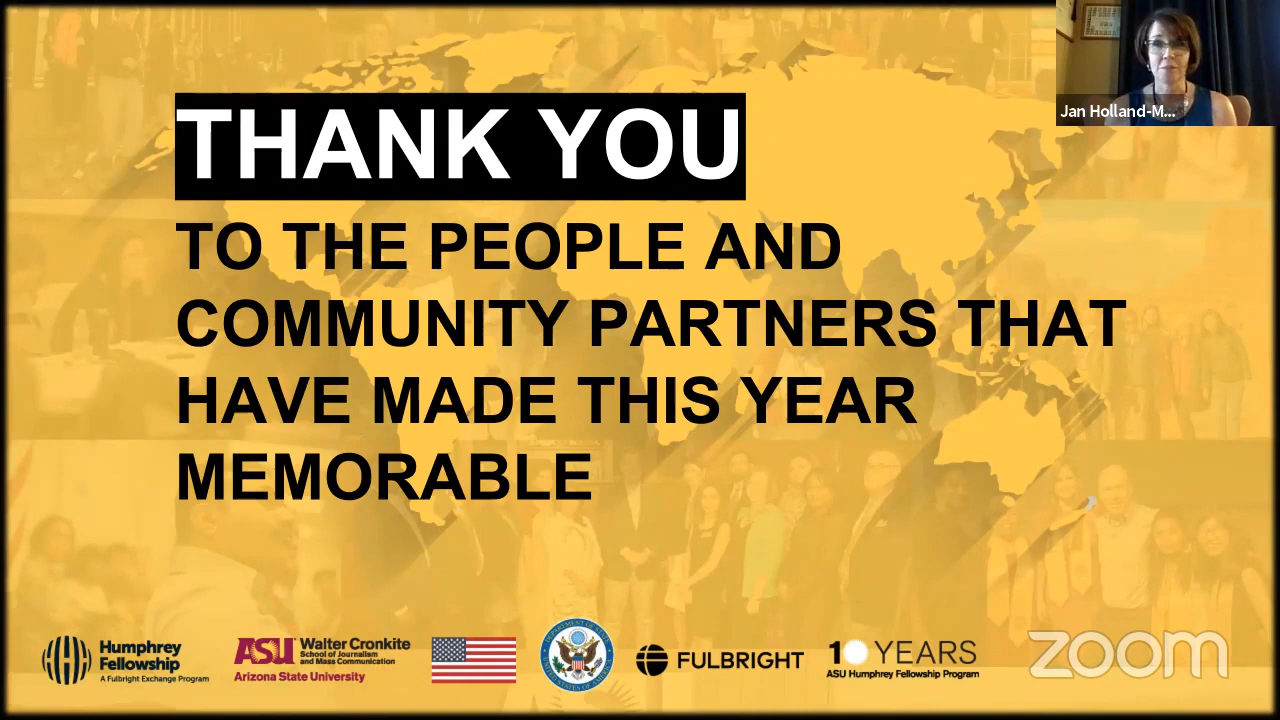 Jan Holland-M...
THANK YOU
TO THE PEOPLE AND
COMMUNITY PARTNERS THAT
HAVE MADE THIS YEAR
MEMORABLE
Humphrey
Fellowship
A Fulbright Exchange Program
ASU Walter Cronkite
School of Journalism
and Mass Communication
Arizona State University
FULBRIGHT
10 YEARS
ASU Humphrey Fellowship Program
zoom